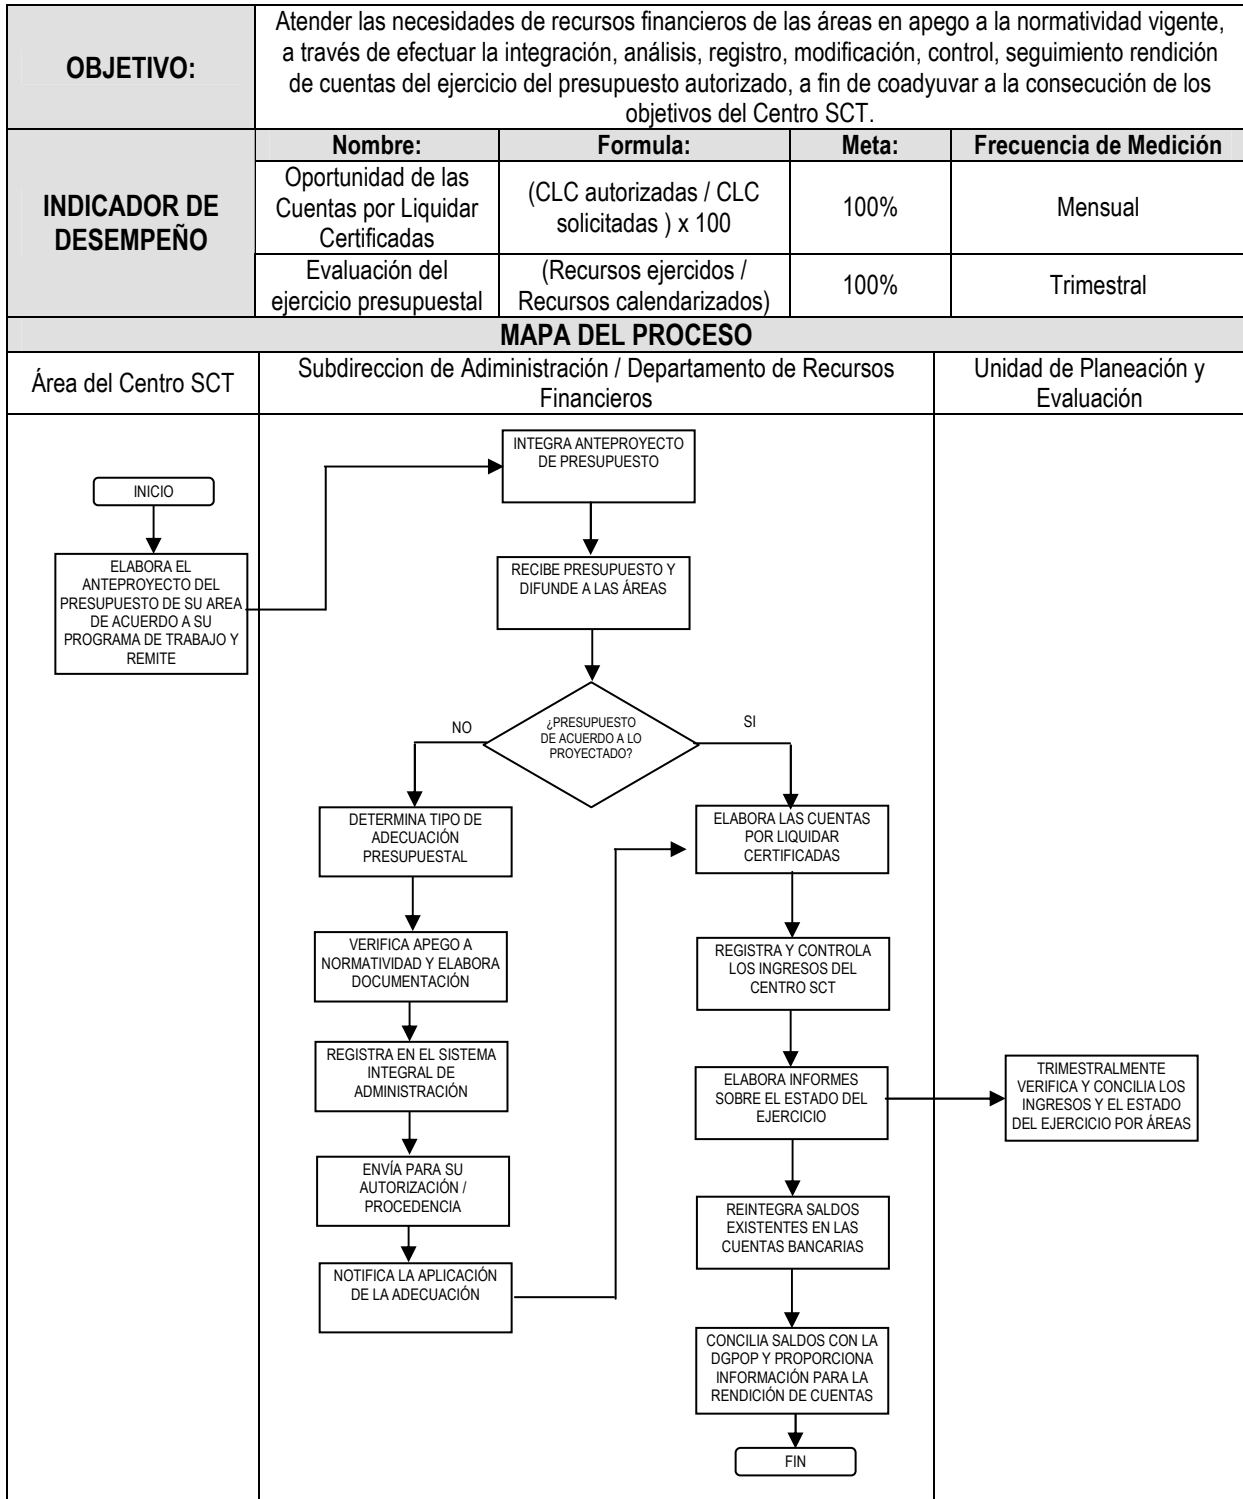 OBJETIVO:
Atender las necesidades de recursos financieros de las áreas en apego a la normatividad vigente,
a través de efectuar la integración, análisis, registro, modificación, control, seguimiento rendición
de cuentas del ejercicio del presupuesto autorizado, a fin de coadyuvar a la consecución de los
objetivos del Centro SCT.
INDICADOR DE
DESEMPEÑO
Nombre:
Formula:
Meta:
Frecuencia de Medición
Oportunidad de las
Cuentas por Liquidar
Certificadas
(CLC autorizadas / CLC
solicitadas ) x 100
100%
Mensual
Evaluación del
ejercicio presupuestal
(Recursos ejercidos /
Recursos calendarizados)
100%
Trimestral
MAPA DEL PROCESO
Área del Centro SCT
Subdireccion de Adiministración / Departamento de Recursos
Financieros
Unidad de Planeación y
Evaluación
INICIO
ELABORA EL
ANTEPROYECTO DEL
PRESUPUESTO DE SU AREA
DE ACUERDO A SU
PROGRAMA DE TRABAJO Y
REMITE
INTEGRA ANTEPROYECTO
DE PRESUPUESTO
RECIBE PRESUPUESTO Y
DIFUNDE A LAS ÁREAS
¿PRESUPUESTO
DE ACUERDO A LO
PROYECTADO?
NO
SI
DETERMINA TIPO DE
ADECUACIÓN
PRESUPUESTAL
VERIFICA APEGO A
NORMATIVIDAD Y ELABORA
DOCUMENTACIÓN
REGISTRA EN EL SISTEMA
INTEGRAL DE
ADMINISTRACIÓN
ENVÍA PARA SU
AUTORIZACIÓN /
PROCEDENCIA
NOTIFICA LA APLICACIÓN
DE LA ADECUACIÓN
ELABORA LAS CUENTAS
POR LIQUIDAR
CERTIFICADAS
REGISTRA Y CONTROLA
LOS INGRESOS DEL
CENTRO SCT
ELABORA INFORMES
SOBRE EL ESTADO DEL
EJERCICIO
TRIMESTRALMENTE
VERIFICA Y CONCILIA LOS
INGRESOS Y EL ESTADO
DEL EJERCICIO POR ÁREAS
REINTEGRA SALDOS
EXISTENTES EN LAS
CUENTAS BANCARIAS
CONCILIA SALDOS CON LA
DGPOP Y PROPORCIONA
INFORMACIÓN PARA LA
RENDICIÓN DE CUENTAS
FIN